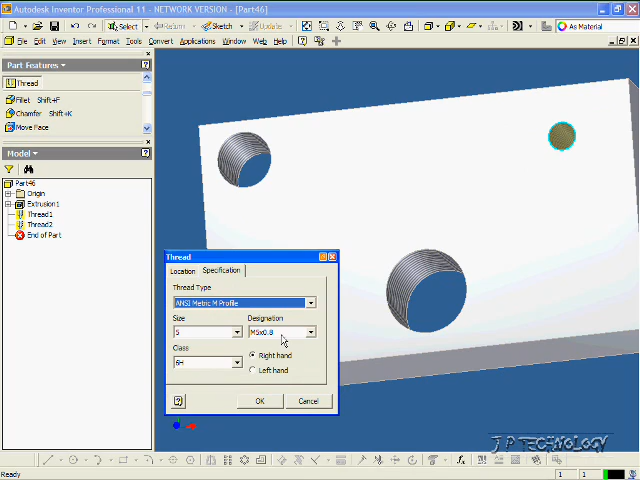 Autodesk Inventor Professional 11 - NETWORK VERSION - [Part46]
Select
Return
Sketch
Update
As Material
File Edit View Insert Format Tools Convert Applications Window Web Help
Part Features
Thread
Fillet Shift+F
Chamfer Shift+K
Move Face
Model
Part46
Origin
Extrusion1
Thread1
Thread2
End of Part
Thread
Location Specification
Thread Type
ANSI Metric M Profile
Size Designation
5 M5x0.8
Class
6H
Right hand
Left hand
OK Cancel
J.P TECHNOLOGY
Ready 1 1